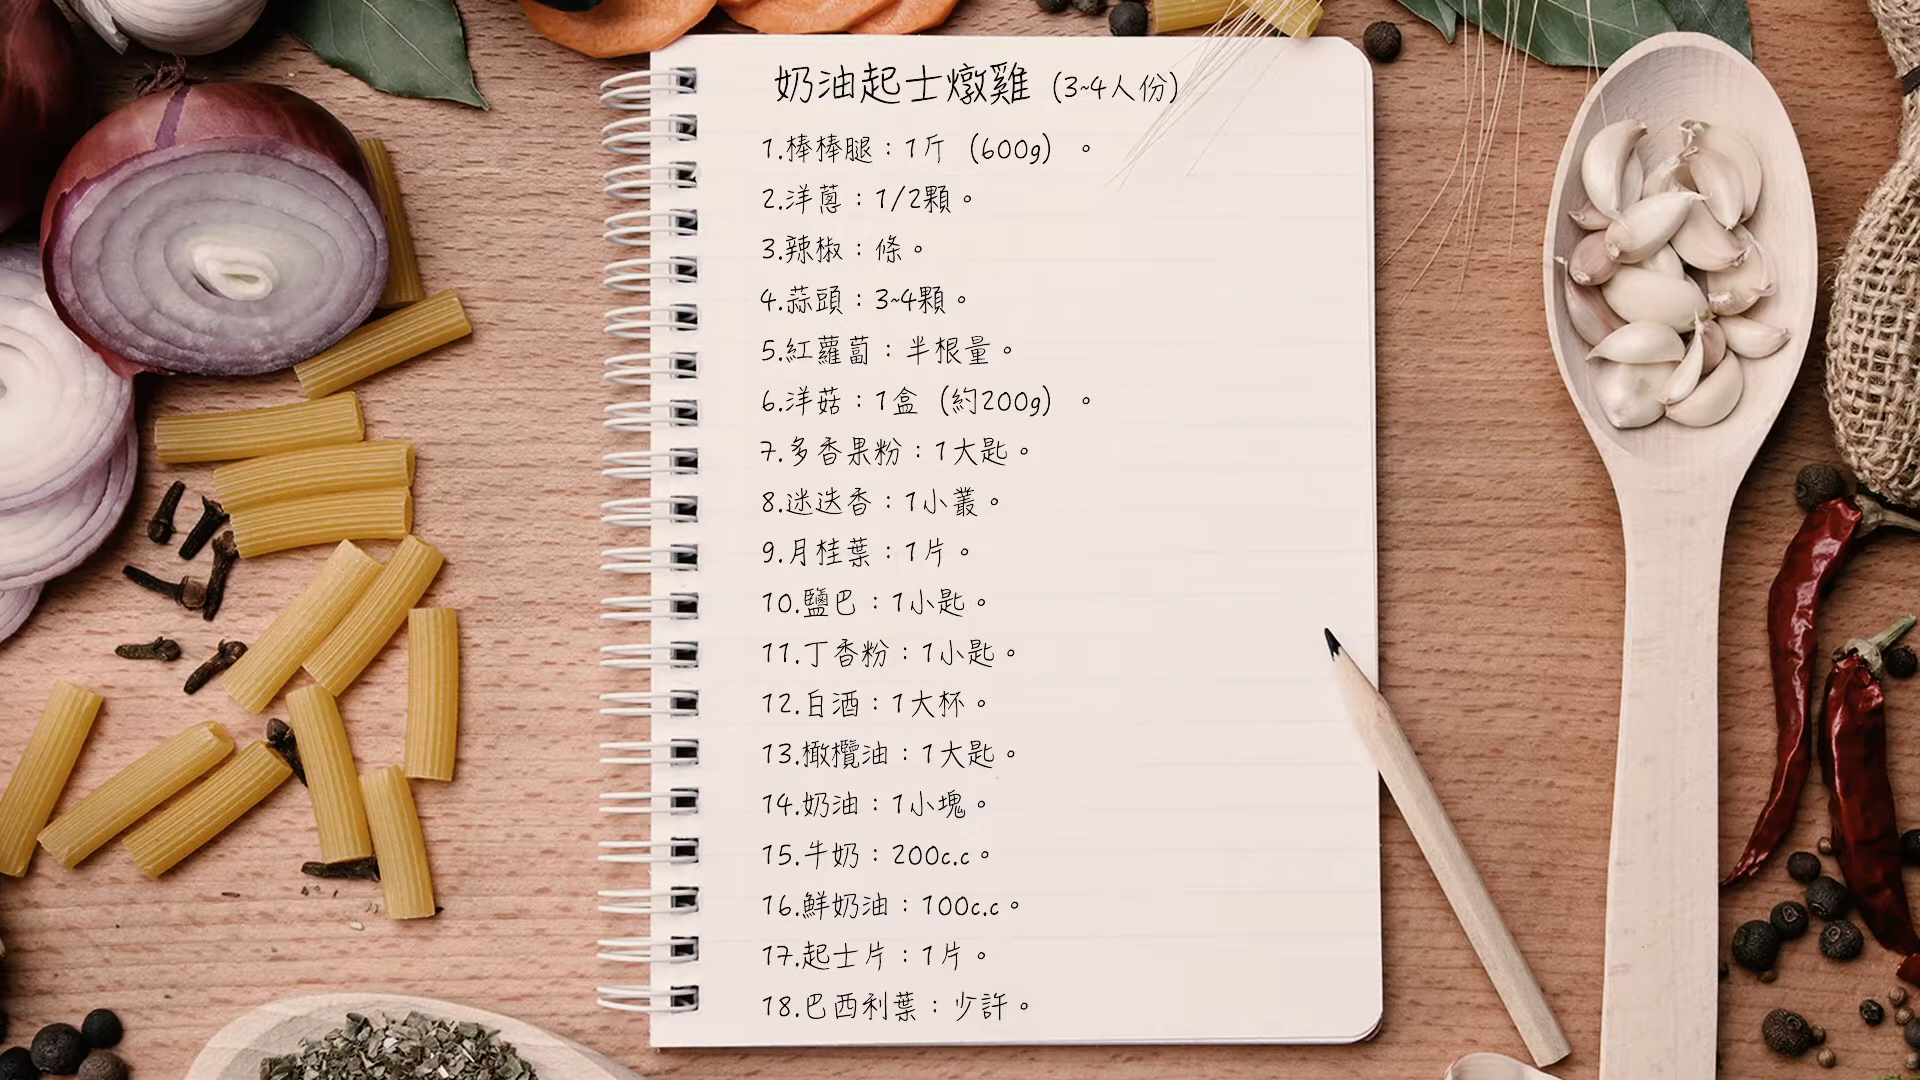 奶油起士燉雞 (3~4人份)
1.棒棒腿：1斤 (600g) 。
2.洋蔥：1/2顆。
3.辣椒：條。
4.蒜頭：3~4顆。
5.紅蘿蔔：半根量。
6.洋菇：1盒 (約200g) 。
7.多香果粉：1大匙。
8.迷迭香：1小叢。
9.月桂葉：1片。
10.鹽巴：1小匙。
11.丁香粉：1小匙。
12.白酒：1大杯。
13.橄欖油：1大匙。
14.奶油：1小塊。
15.牛奶：200c.c。
16.鮮奶油：100c.c。
17.起士片：1片。
18.巴西利葉：少許。